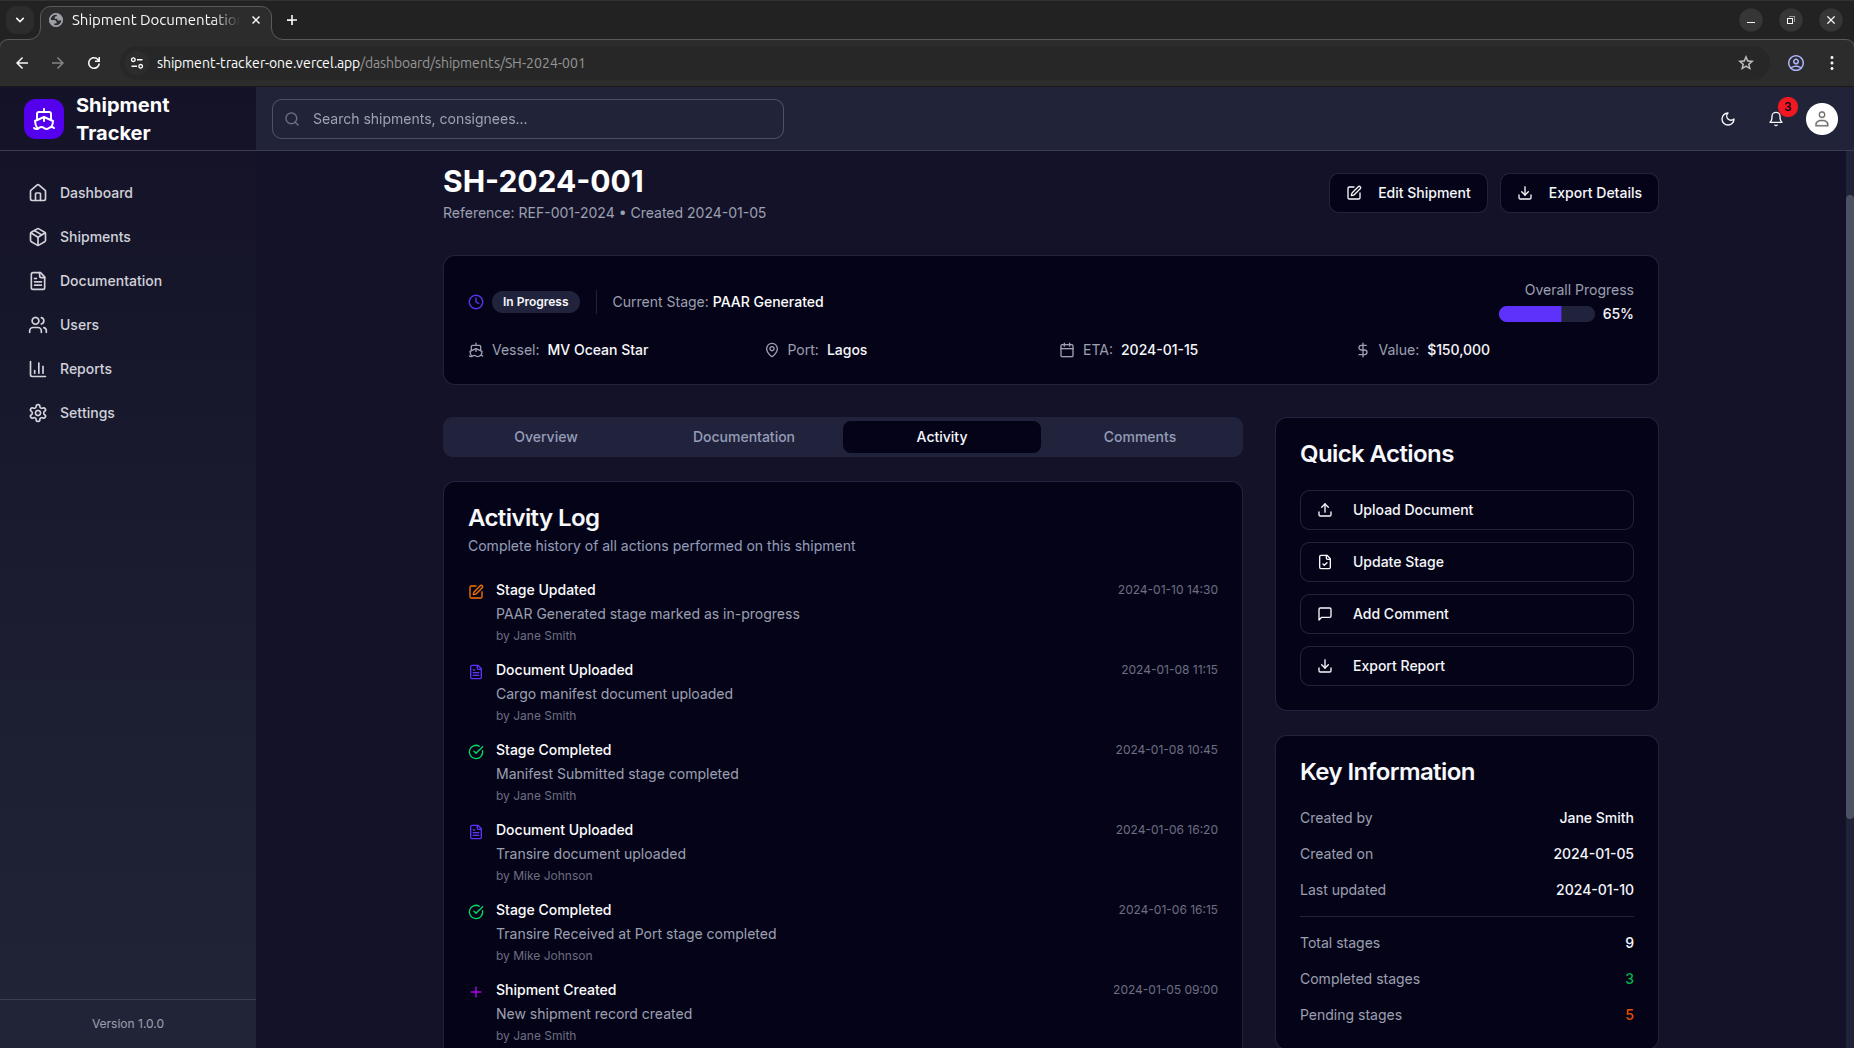 Shipment Documentatio
shipment-tracker-one.vercel.app/dashboard/shipments/SH-2024-001
Shipment
Tracker
Search shipments, consignees...
3
Dashboard
Shipments
Documentation
Users
Reports
Settings
Version 1.0.0
SH-2024-001
Reference: REF-001-2024 • Created 2024-01-05
Edit Shipment
Export Details
In Progress
Current Stage: PAAR Generated
Overall Progress
65%
Vessel: MV Ocean Star
Port: Lagos
ETA: 2024-01-15
Value: $150,000
Overview
Documentation
Activity
Comments
Activity Log
Complete history of all actions performed on this shipment
Stage Updated
2024-01-10 14:30
PAAR Generated stage marked as in-progress
by Jane Smith
Document Uploaded
2024-01-08 11:15
Cargo manifest document uploaded
by Jane Smith
Stage Completed
2024-01-08 10:45
Manifest Submitted stage completed
by Jane Smith
Document Uploaded
2024-01-06 16:20
Transire document uploaded
by Mike Johnson
Stage Completed
2024-01-06 16:15
Transire Received at Port stage completed
by Mike Johnson
Shipment Created
2024-01-05 09:00
New shipment record created
by Jane Smith
Quick Actions
Upload Document
Update Stage
Add Comment
Export Report
Key Information
Created by Jane Smith
Created on 2024-01-05
Last updated 2024-01-10
Total stages 9
Completed stages 3
Pending stages 5